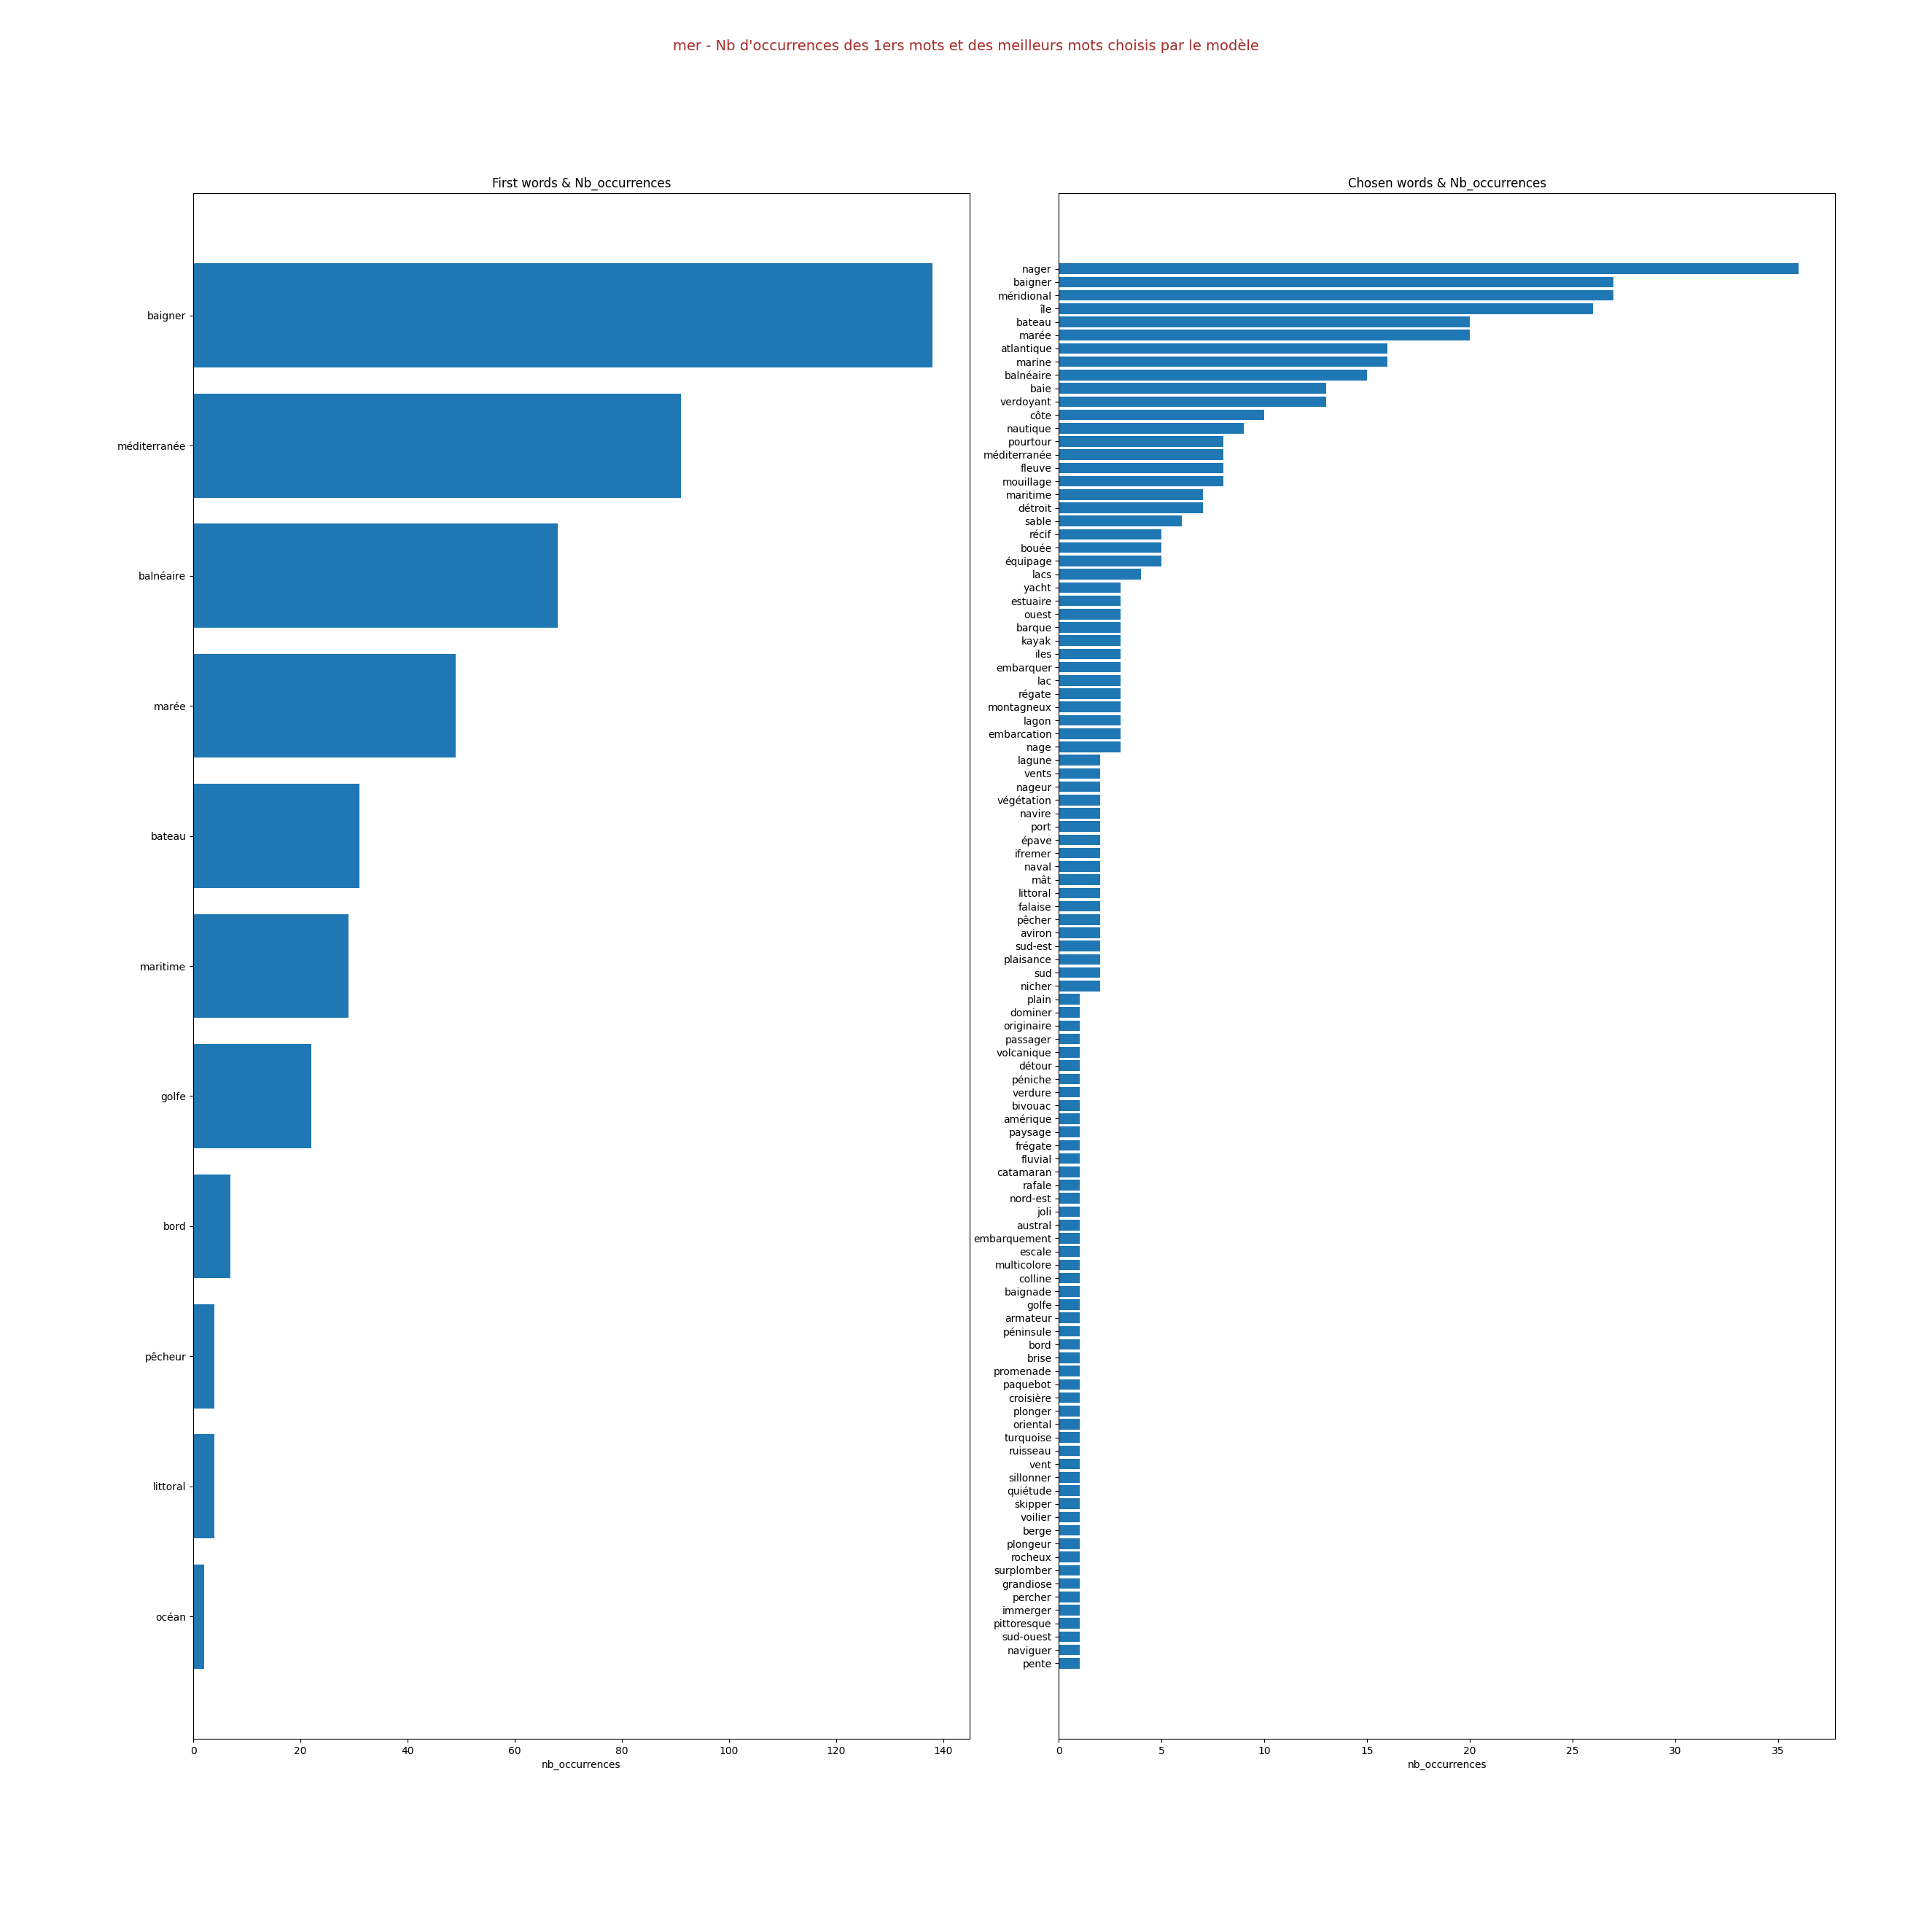 mer - Nb d'occurrences des 1ers mots et des meilleurs mots choisis par le modèle
First words & Nb_occurrences
baigner
méditerranée
balnéaire
marée
bateau
maritime
golfe
bord
pêcheur
littoral
océan
0 20 40 60 80 100 120 140
nb_occurrences
Chosen words & Nb_occurrences
nager
baigner
méridional
île
bateau
marée
atlantique
marine
balnéaire
baie
verdoyant
côte
nautique
pourtour
méditerranée
fleuve
mouillage
maritime
détroit
sable
récif
bouée
équipage
lacs
yacht
estuaire
ouest
barque
kayak
iles
embarquer
lac
régate
montagneux
lagon
embarcation
nage
lagune
vents
nageur
végétation
navire
port
épave
ifremer
naval
mât
littoral
falaise
pêcher
aviron
sud-est
plaisance
sud
nicher
plain
dominer
originaire
passager
volcanique
détour
péniche
verdure
bivouac
amérique
paysage
frégate
fluvial
catamaran
rafale
nord-est
joli
austral
embarquement
escale
multicolore
colline
baignade
golfe
armateur
péninsule
bord
brise
promenade
paquebot
croisière
plonger
oriental
turquoise
ruisseau
vent
sillonner
quiétude
skipper
voilier
berge
plongeur
rocheux
surplomber
grandiose
percher
immerger
pittoresque
sud-ouest
naviguer
pente
0 5 10 15 20 25 30 35
nb_occurrences